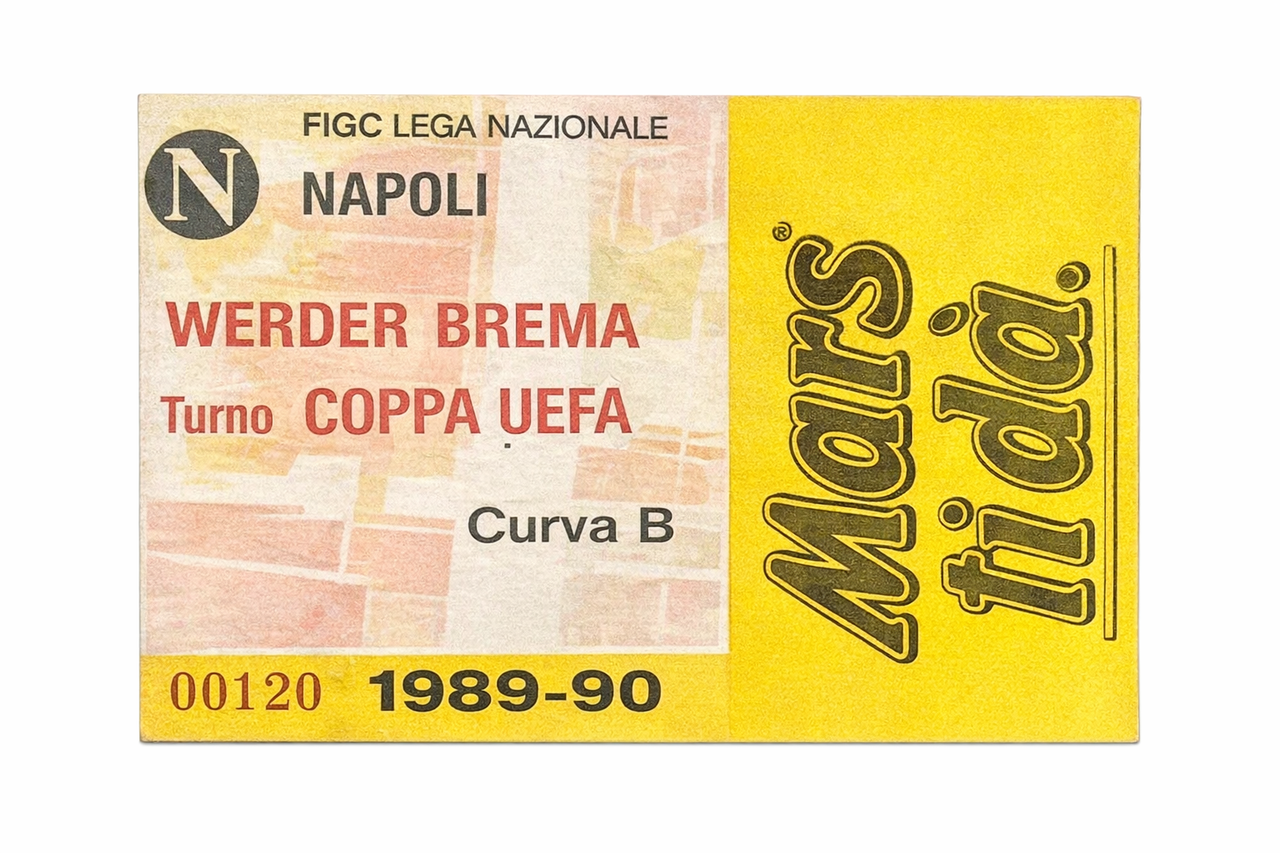 N
FIGC LEGA NAZIONALE
NAPOLI
WERDER BREMA
Turno COPPA UEFA
Curva B
00120 1989-90
Mars®
ti dà.